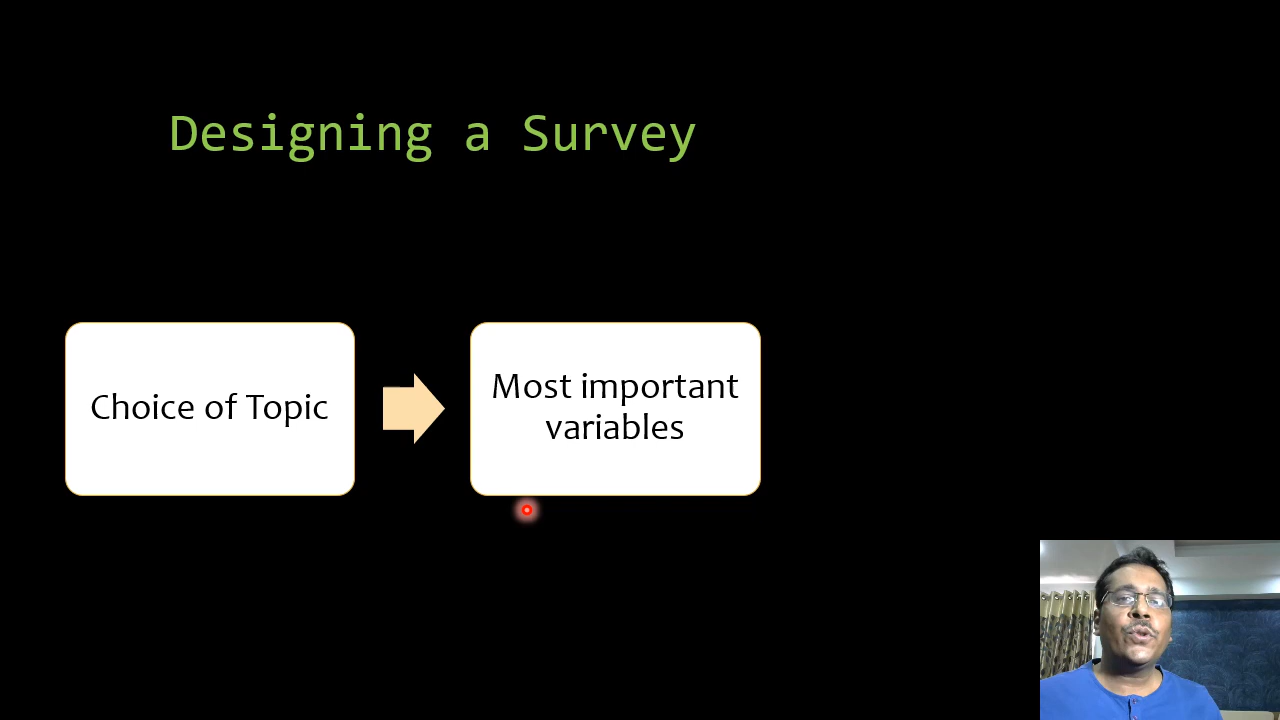 Designing a Survey
Choice of Topic
Most important
variables